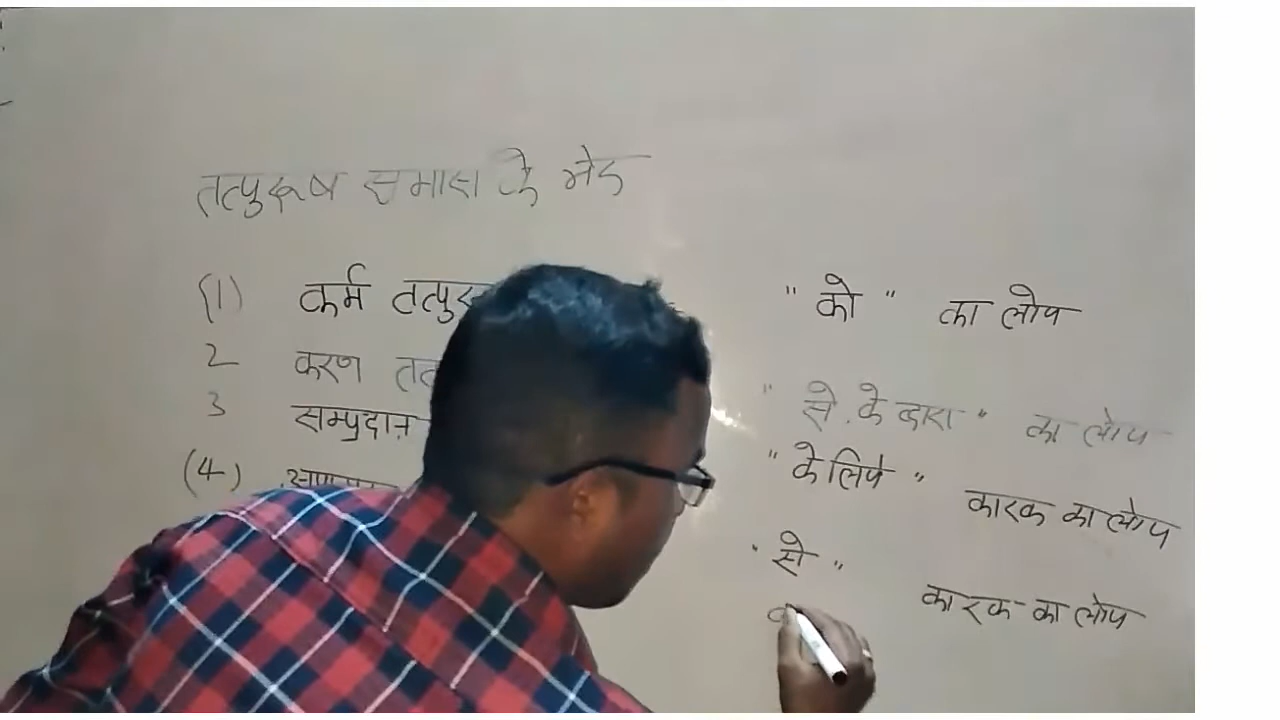 तत्पुरूष समास के भेद
(1) कर्म तत्पुरू " को " का लोप
2 करण तत " से . के द्वारा " का लोप
3 सम्प्रदान " के लिये " कारक का लोप
(4) " से " कारक का लोप